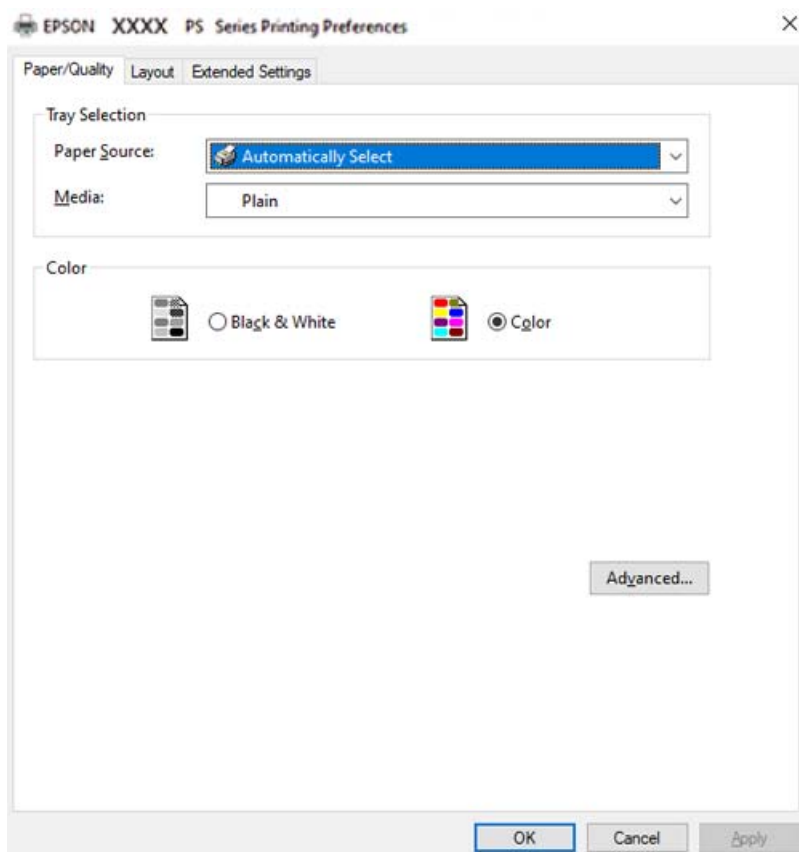 EPSON XXXX PS Series Printing Preferences
Paper/Quality Layout Extended Settings
Tray Selection
Paper Source: Automatically Select
Media: Plain
Color
Black & White Color
Advanced...
OK Cancel Apply